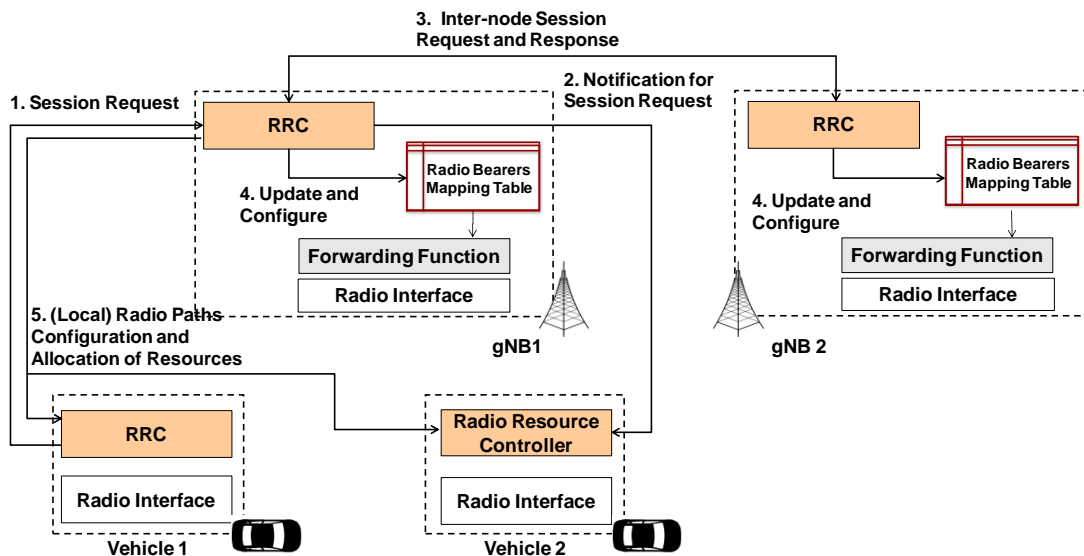 3. Inter-node Session
Request and Response
1. Session Request
2. Notification for
Session Request
RRC
Radio Bearers
Mapping Table
4. Update and
Configure
Forwarding Function
Radio Interface
gNB1
RRC
Radio Bearers
Mapping Table
4. Update and
Configure
Forwarding Function
Radio Interface
gNB 2
5. (Local) Radio Paths
Configuration and
Allocation of Resources
RRC
Radio Interface
Vehicle 1
Radio Resource
Controller
Radio Interface
Vehicle 2